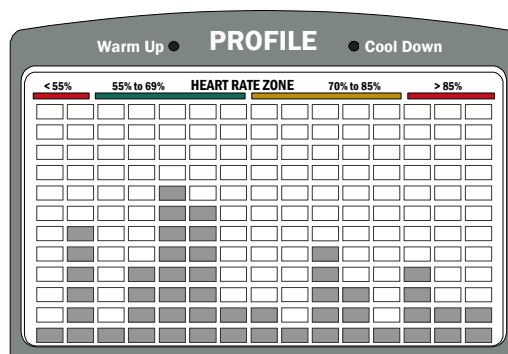 Warm Up PROFILE Cool Down
< 55% 55% to 69% HEART RATE ZONE 70% to 85% > 85%